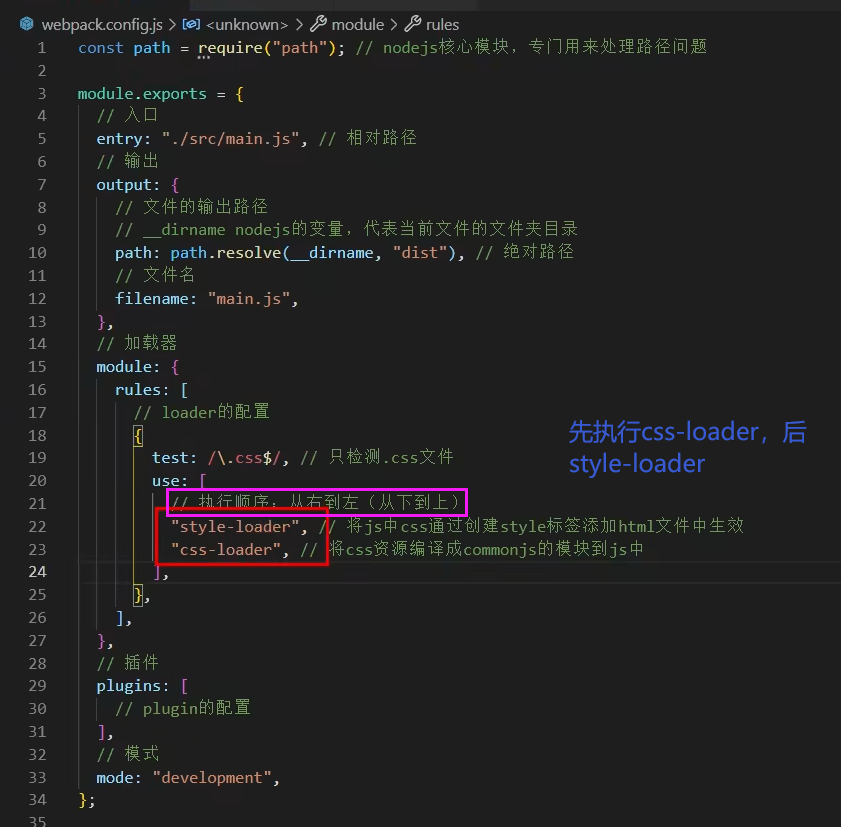 webpack.config.js > <unknown> > module > rules
1 const path = require("path"); // nodejs核心模块，专门用来处理路径问题
2
3 module.exports = {
4 // 入口
5 entry: "./src/main.js", // 相对路径
6 // 输出
7 output: {
8 // 文件的输出路径
9 // __dirname nodejs的变量，代表当前文件的文件夹目录
10 path: path.resolve(__dirname, "dist"), // 绝对路径
11 // 文件名
12 filename: "main.js",
13 },
14 // 加载器
15 module: {
16 rules: [
17 // loader的配置
18 {
19 test: /\.css$/, // 只检测.css文件
20 use: [
21 // 执行顺序：从右到左（从下到上）
22 "style-loader", // 将js中css通过创建style标签添加html文件中生效
23 "css-loader", // 将css资源编译成commonjs的模块到js中
24 ],
25 },
26 ],
27 },
28 // 插件
29 plugins: [
30 // plugin的配置
31 ],
32 // 模式
33 mode: "development",
34 };
35
先执行css-loader，后
style-loader